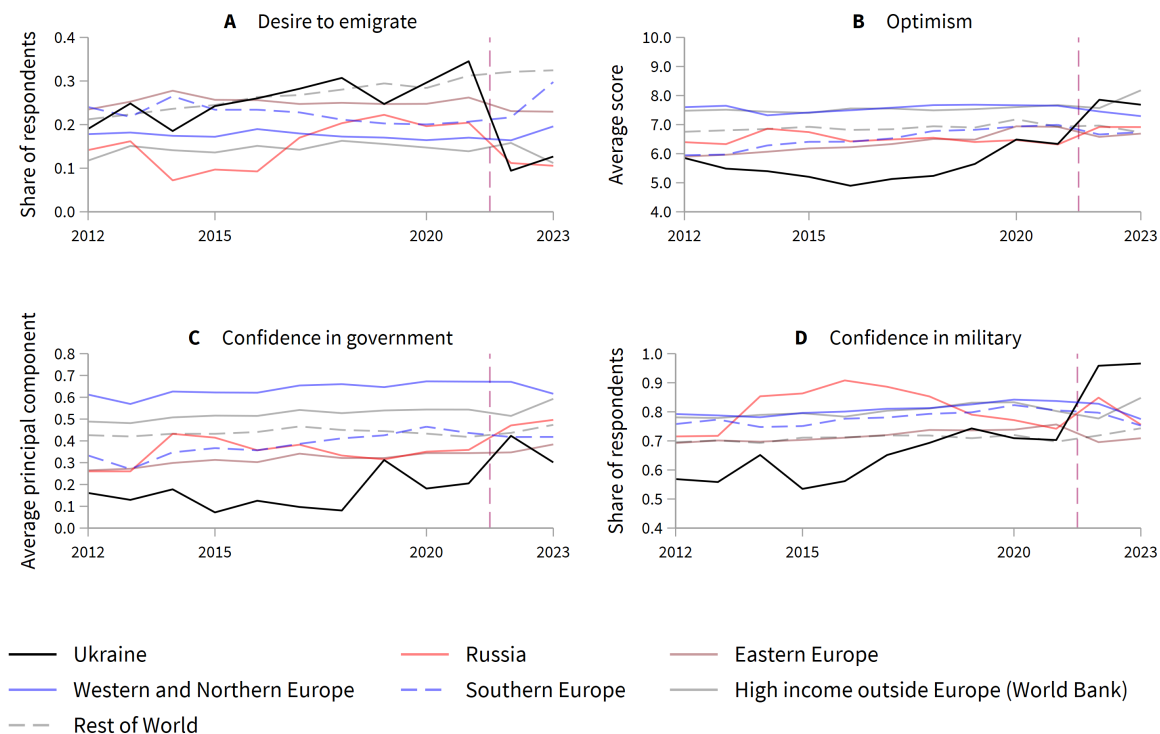 A Desire to emigrate
Share of respondents
0.4
0.3
0.2
0.1
0.0
2012 2015 2020 2023
B Optimism
Average score
10.0
9.0
8.0
7.0
6.0
5.0
4.0
2012 2015 2020 2023
C Confidence in government
Average principal component
0.8
0.7
0.6
0.5
0.4
0.3
0.2
0.1
0.0
2012 2015 2020 2023
D Confidence in military
Share of respondents
1.0
0.9
0.8
0.7
0.6
0.5
0.4
2012 2015 2020 2023
Ukraine Russia Eastern Europe
Western and Northern Europe Southern Europe High income outside Europe (World Bank)
Rest of World